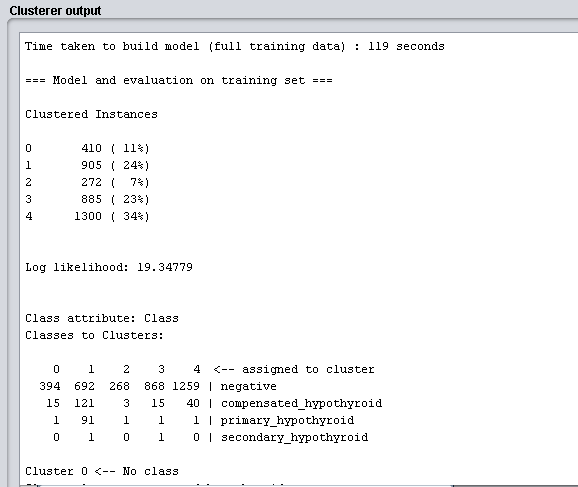 Clusterer output
Time taken to build model (full training data) : 119 seconds
=== Model and evaluation on training set ===
Clustered Instances
0 410 ( 11%)
1 905 ( 24%)
2 272 ( 7%)
3 885 ( 23%)
4 1300 ( 34%)
Log likelihood: 19.34779
Class attribute: Class
Classes to Clusters:
0 1 2 3 4 <-- assigned to cluster
394 692 268 868 1259 | negative
15 121 3 15 40 | compensated_hypothyroid
1 91 1 1 1 | primary_hypothyroid
0 1 0 1 0 | secondary_hypothyroid
Cluster 0 <-- No class